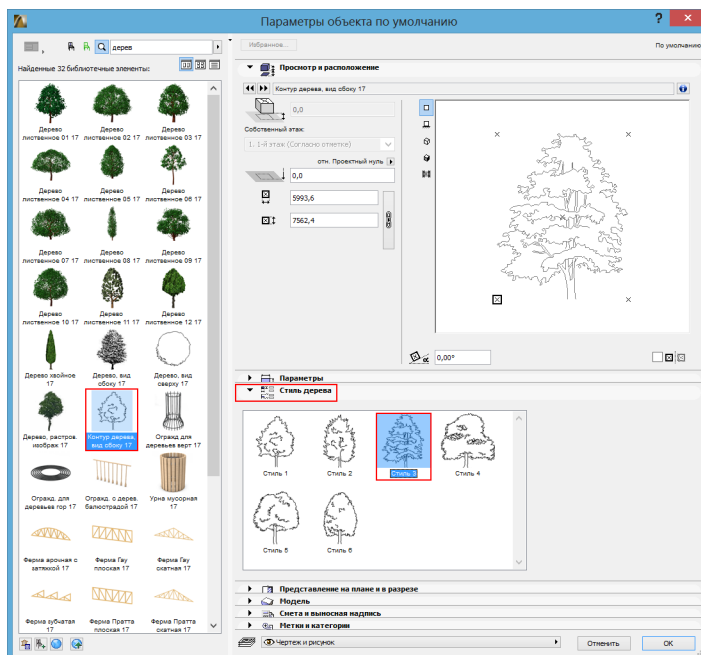 Параметры объекта по умолчанию
?
×
дерев
Найденные 32 библиотечные элементы:
Дерево лиственное 01 17
Дерево лиственное 02 17
Дерево лиственное 03 17
Дерево лиственное 04 17
Дерево лиственное 05 17
Дерево лиственное 06 17
Дерево лиственное 07 17
Дерево лиственное 08 17
Дерево лиственное 09 17
Дерево лиственное 10 17
Дерево лиственное 11 17
Дерево лиственное 12 17
Дерево хвойное 17
Дерево, вид сбоку 17
Дерево, вид сверху 17
Дерево, растров. изображ 17
Контур дерева, вид сбоку 17
Огражд для деревьев верт 17
Огражд. для деревьев гор 17
Огражд. о дерев. балюстрадой 17
Урна мусорная 17
Ферма арочная с затяжкой 17
Ферма Гау плоская 17
Ферма Гау скатная 17
Ферма зубчатая 17
Ферма Пратта плоская 17
Ферма Пратта скатная 17
Избранное...
По умолчанию
Просмотр и расположение
Контур дерева, вид сбоку 17
0,0
Собственный этаж:
1. 1-й этаж (Согласно отметке)
отн. Проектный нуль
0,0
5993,6
7562,4
α
0,00°
Параметры
Стиль дерева
Стиль 1
Стиль 2
Стиль 3
Стиль 4
Стиль 5
Стиль 6
Представление на плане и в разрезе
Модель
Смета и выносная надпись
Метки и категории
Чертеж и рисунок
Отменить
OK